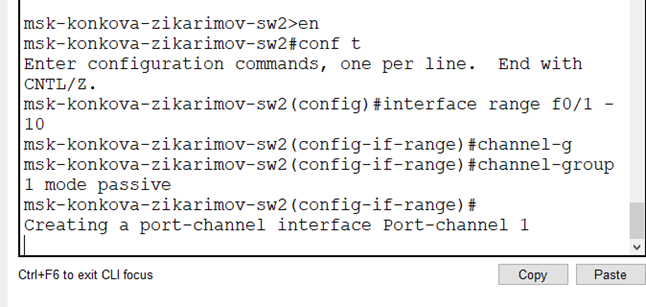 msk-konkova-zikarimov-sw2>en
msk-konkova-zikarimov-sw2#conf t
Enter configuration commands, one per line.  End with
CNTL/Z.
msk-konkova-zikarimov-sw2(config)#interface range f0/1 -
10
msk-konkova-zikarimov-sw2(config-if-range)#channel-g
msk-konkova-zikarimov-sw2(config-if-range)#channel-group
1 mode passive
msk-konkova-zikarimov-sw2(config-if-range)#
Creating a port-channel interface Port-channel 1
Ctrl+F6 to exit CLI focus
Copy
Paste